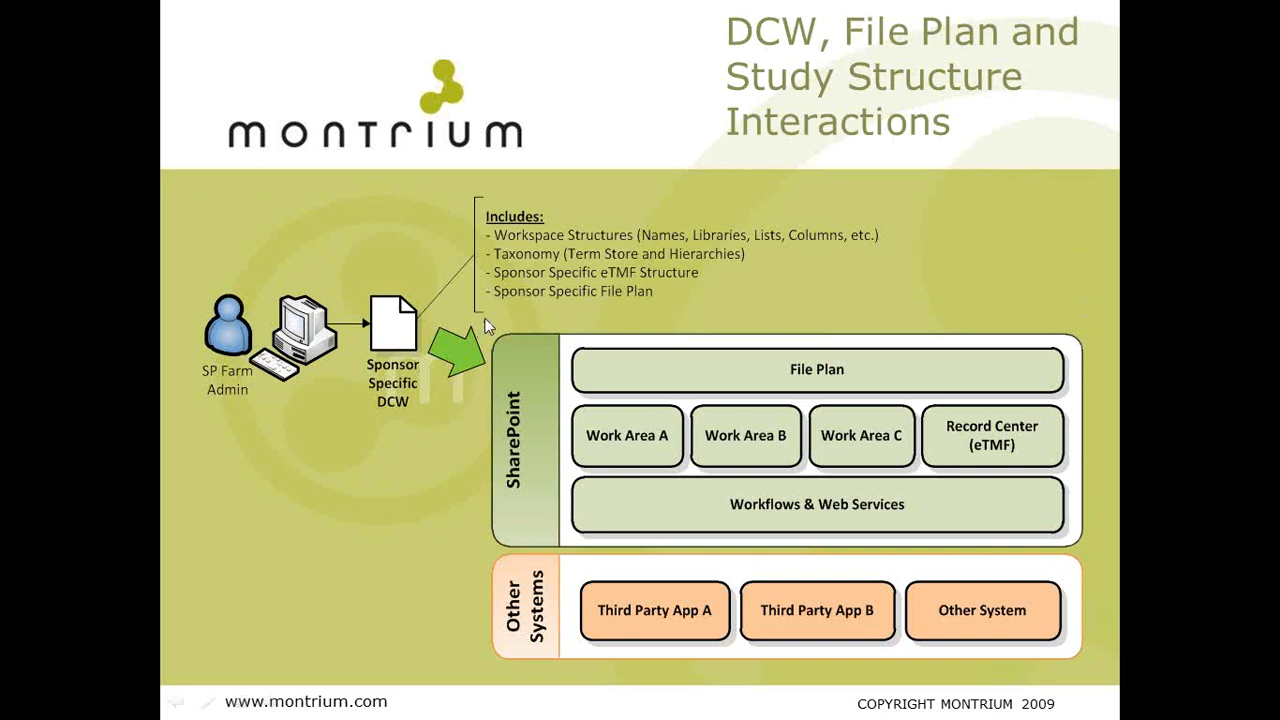 DCW, File Plan and
Study Structure
Interactions
montrium
Includes:
- Workspace Structures (Names, Libraries, Lists, Columns, etc.)
- Taxonomy (Term Store and Hierarchies)
- Sponsor Specific eTMF Structure
- Sponsor Specific File Plan
SP Farm
Admin
Sponsor
Specific
DCW
SharePoint
File Plan
Work Area A
Work Area B
Work Area C
Record Center
(eTMF)
Workflows & Web Services
Other
Systems
Third Party App A
Third Party App B
Other System
www.montrium.com
COPYRIGHT MONTRIUM 2009